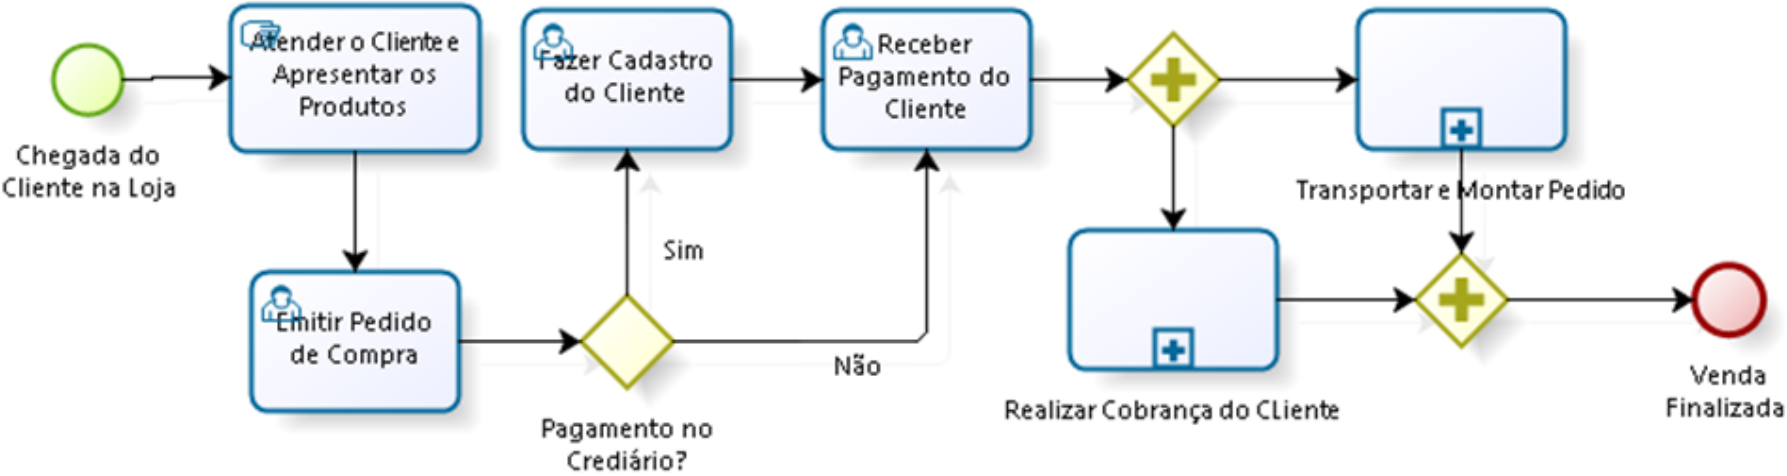 Chegada do
Cliente na Loja
Atender o Cliente e
Apresentar os
Produtos
Emitir Pedido
de Compra
Pagamento no
Crediário?
Sim
Não
Fazer Cadastro
do Cliente
Receber
Pagamento do
Cliente
Transportar e Montar Pedido
Realizar Cobrança do CLiente
Venda
Finalizada